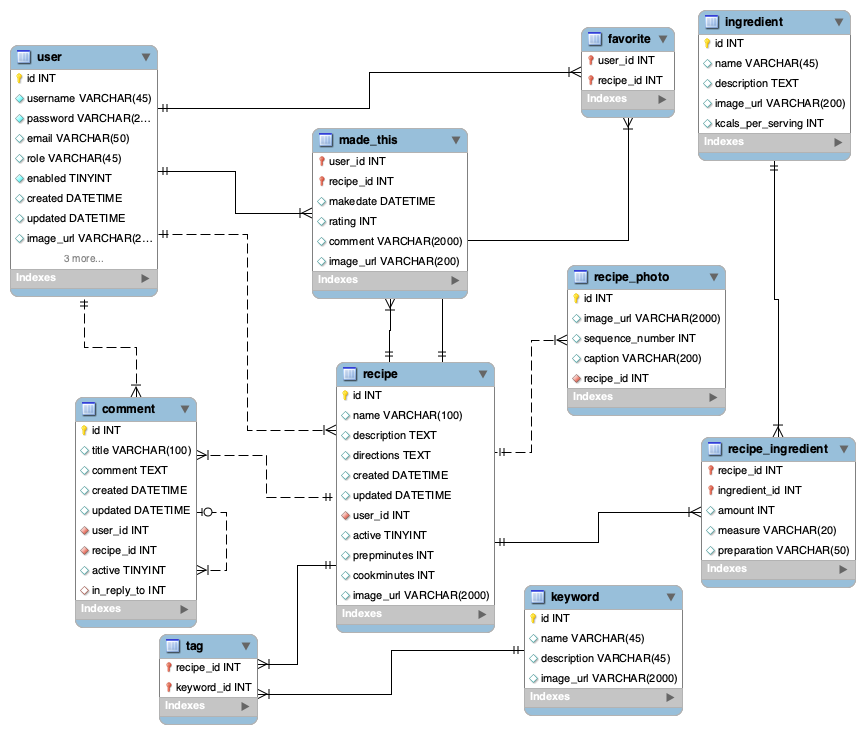 user
id INT
username VARCHAR(45)
password VARCHAR(2...
email VARCHAR(50)
role VARCHAR(45)
enabled TINYINT
created DATETIME
updated DATETIME
image_url VARCHAR(2...
3 more...
Indexes
made_this
user_id INT
recipe_id INT
makedate DATETIME
rating INT
comment VARCHAR(2000)
image_url VARCHAR(200)
Indexes
favorite
user_id INT
recipe_id INT
Indexes
ingredient
id INT
name VARCHAR(45)
description TEXT
image_url VARCHAR(200)
kcals_per_serving INT
Indexes
recipe_photo
id INT
image_url VARCHAR(2000)
sequence_number INT
caption VARCHAR(200)
recipe_id INT
Indexes
comment
id INT
title VARCHAR(100)
comment TEXT
created DATETIME
updated DATETIME
user_id INT
recipe_id INT
active TINYINT
in_reply_to INT
Indexes
recipe
id INT
name VARCHAR(100)
description TEXT
directions TEXT
created DATETIME
updated DATETIME
user_id INT
active TINYINT
prepminutes INT
cookminutes INT
image_url VARCHAR(2000)
Indexes
recipe_ingredient
recipe_id INT
ingredient_id INT
amount INT
measure VARCHAR(20)
preparation VARCHAR(50)
Indexes
tag
recipe_id INT
keyword_id INT
Indexes
keyword
id INT
name VARCHAR(45)
description VARCHAR(45)
image_url VARCHAR(2000)
Indexes